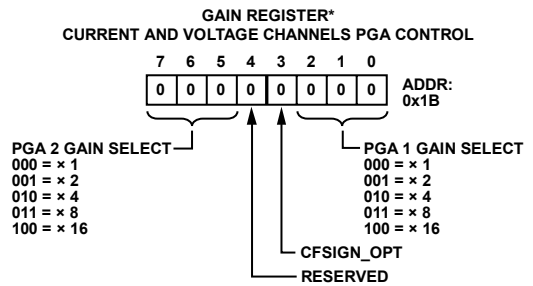 GAIN REGISTER*
CURRENT AND VOLTAGE CHANNELS PGA CONTROL
7 6 5 4 3 2 1 0
0 0 0 0 0 0 0 0
ADDR:
0x1B
PGA 2 GAIN SELECT
000 = × 1
001 = × 2
010 = × 4
011 = × 8
100 = × 16
PGA 1 GAIN SELECT
000 = × 1
001 = × 2
010 = × 4
011 = × 8
100 = × 16
CFSIGN_OPT
RESERVED